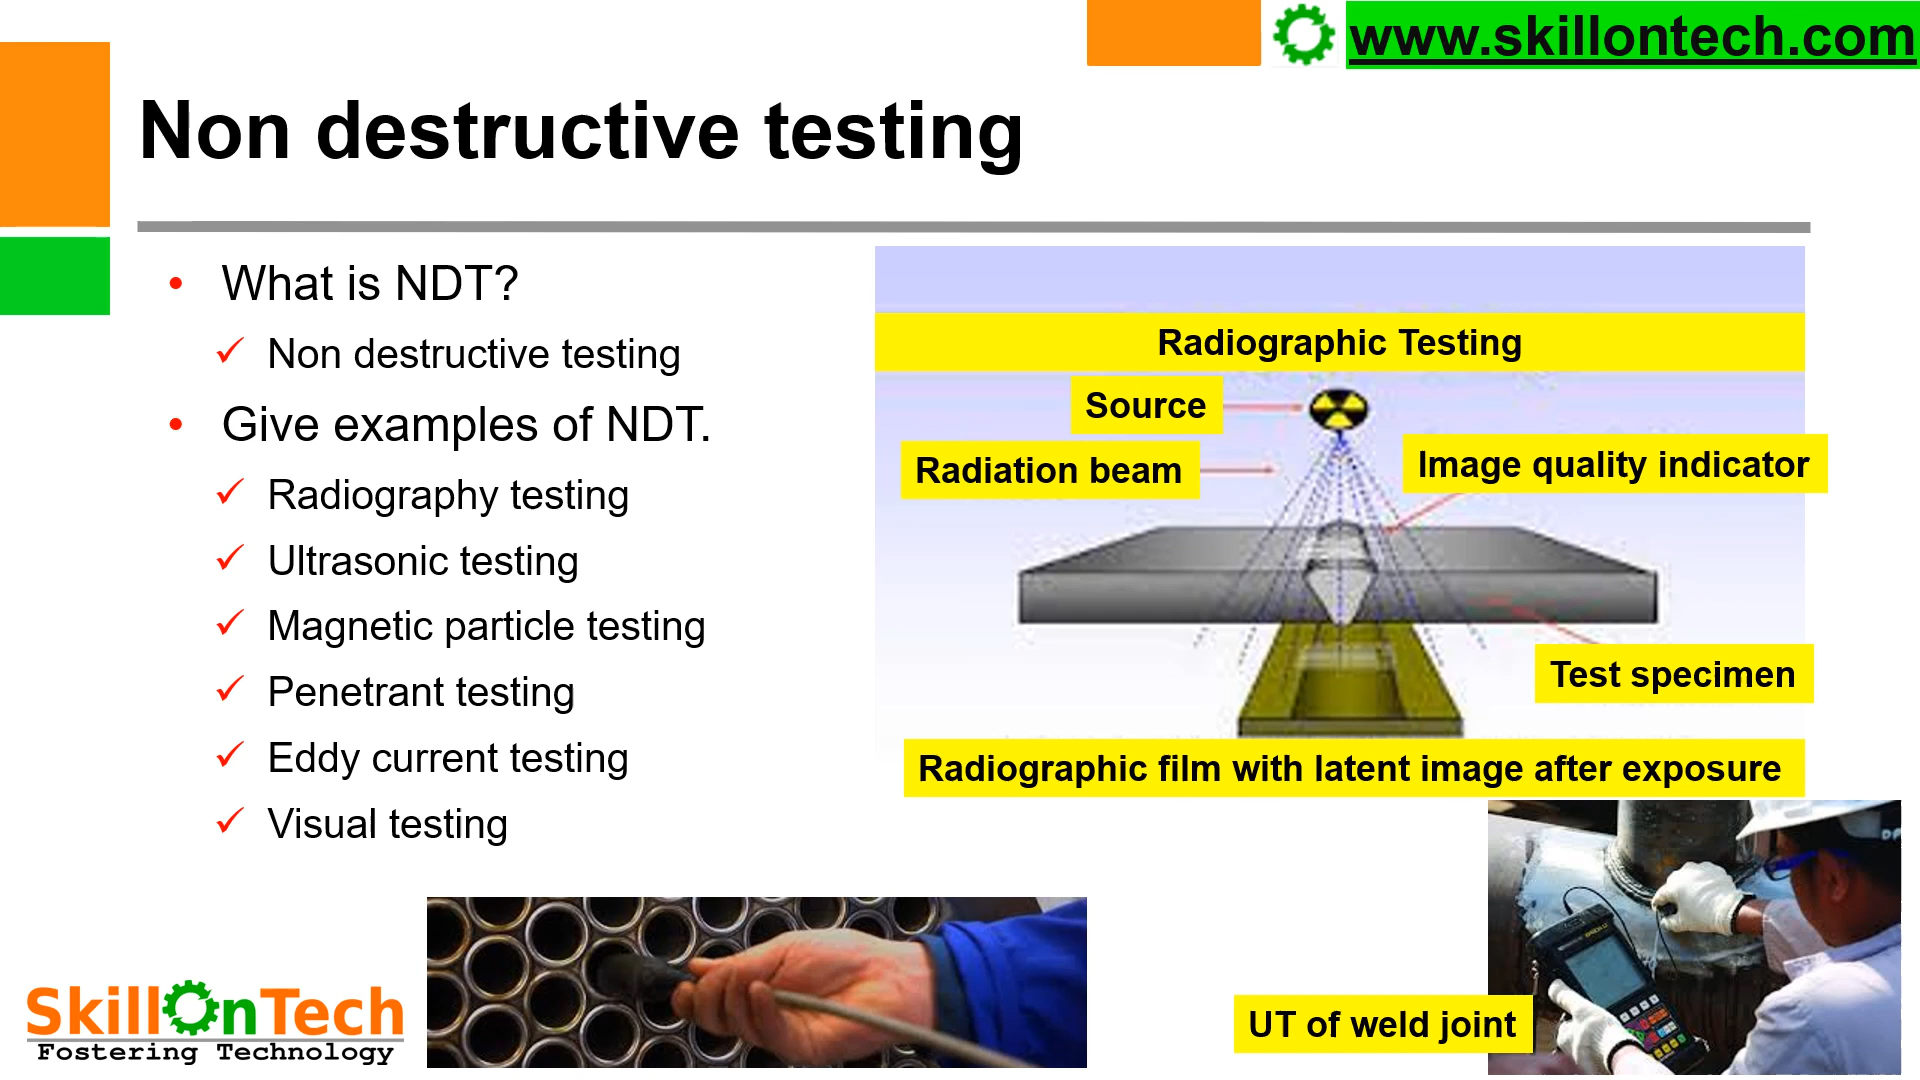 www.skillontech.com
Non destructive testing
• What is NDT?
✓ Non destructive testing
• Give examples of NDT.
✓ Radiography testing
✓ Ultrasonic testing
✓ Magnetic particle testing
✓ Penetrant testing
✓ Eddy current testing
✓ Visual testing
Radiographic Testing
Source
Radiation beam
Image quality indicator
Test specimen
Radiographic film with latent image after exposure
UT of weld joint
SkillOnTech
Fostering Technology